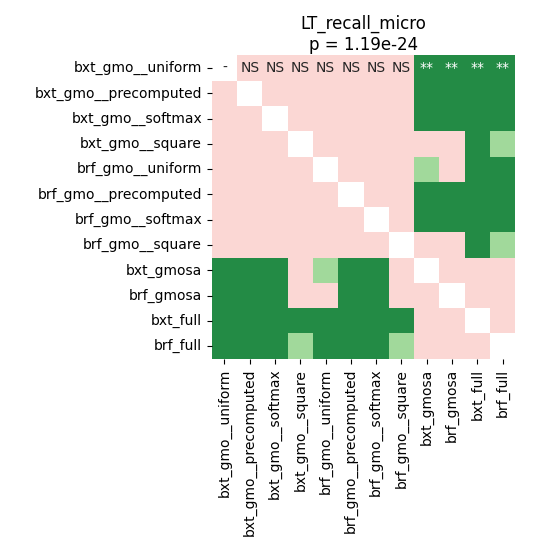 LT_recall_micro
p = 1.19e-24
bxt_gmo__uniform - NS NS NS NS NS NS NS ** ** ** **
bxt_gmo__precomputed
bxt_gmo__softmax
bxt_gmo__square
brf_gmo__uniform
brf_gmo__precomputed
brf_gmo__softmax
brf_gmo__square
bxt_gmosa
brf_gmosa
bxt_full
brf_full
bxt_gmo__uniform
bxt_gmo__precomputed
bxt_gmo__softmax
bxt_gmo__square
brf_gmo__uniform
brf_gmo__precomputed
brf_gmo__softmax
brf_gmo__square
bxt_gmosa
brf_gmosa
bxt_full
brf_full